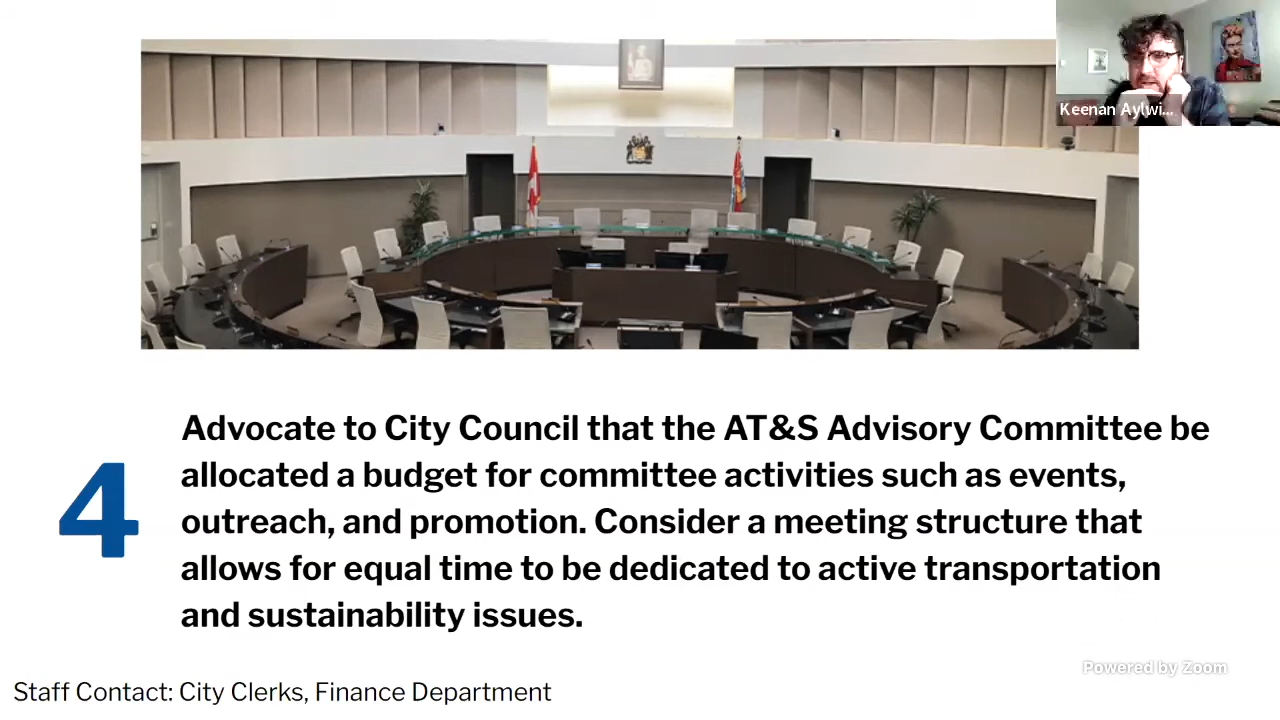 Keenan Aylwi...
Advocate to City Council that the AT&S Advisory Committee be
allocated a budget for committee activities such as events,
4
outreach, and promotion. Consider a meeting structure that
allows for equal time to be dedicated to active transportation
and sustainability issues.
Powered by Zoom
Staff Contact: City Clerks, Finance Department